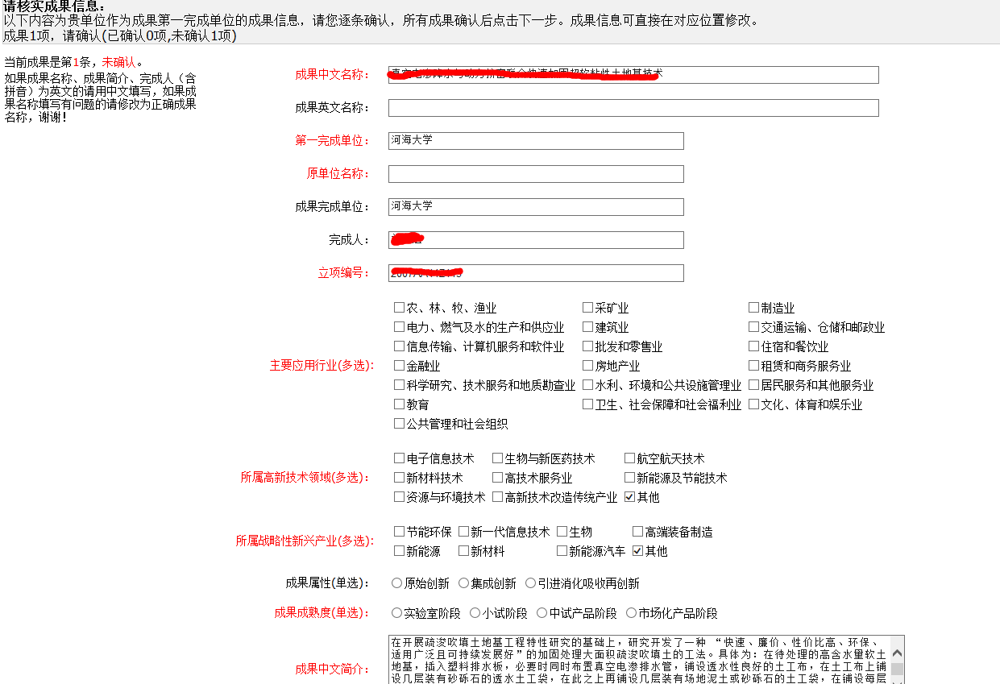 请核实成果信息：
以下内容为贵单位作为成果第一完成单位的成果信息，请您逐条确认，所有成果确认后点击下一步。成果信息可直接在对应位置修改。
成果1项，请确认(已确认0项,未确认1项)
当前成果是第1条，未确认。
如果成果名称、成果简介、完成人（含
拼音）为英文的请用中文填写，如果成
果名称填写有问题的请修改为正确成果
名称，谢谢！
成果中文名称：
成果英文名称：
第一完成单位： 河海大学
原单位名称：
成果完成单位： 河海大学
完成人：
立项编号：
主要应用行业(多选)：
农、林、牧、渔业 采矿业 制造业
电力、燃气及水的生产和供应业 建筑业 交通运输、仓储和邮政业
信息传输、计算机服务和软件业 批发和零售业 住宿和餐饮业
金融业 房地产业 租赁和商务服务业
科学研究、技术服务和地质勘查业 水利、环境和公共设施管理业 居民服务和其他服务业
教育 卫生、社会保障和社会福利业 文化、体育和娱乐业
公共管理和社会组织
所属高新技术领域(多选)：
电子信息技术 生物与新医药技术 航空航天技术
新材料技术 高技术服务业 新能源及节能技术
资源与环境技术 高新技术改造传统产业 其他
所属战略性新兴产业(多选)：
节能环保 新一代信息技术 生物 高端装备制造
新能源 新材料 新能源汽车 其他
成果属性(单选)： 原始创新 集成创新 引进消化吸收再创新
成果成熟度(单选)： 实验室阶段 小试阶段 中试产品阶段 市场化产品阶段
成果中文简介：
在开展疏浚吹填土地基工程特性研究的基础上，研究开发了一种 “快速、廉价、性价比高、环保、
适用广泛且可持续发展好”的加固处理大面积疏浚吹填土的工法。具体为：在待处理的高含水量软土
地基，插入塑料排水板，必要时同时布置真空电渗排水管，铺设透水性良好的土工布，在土工布上铺
设几层装有砂砾石的透水土工袋，在此之上再铺设几层装有场地泥土或砂砾石的土工袋，在铺设每层